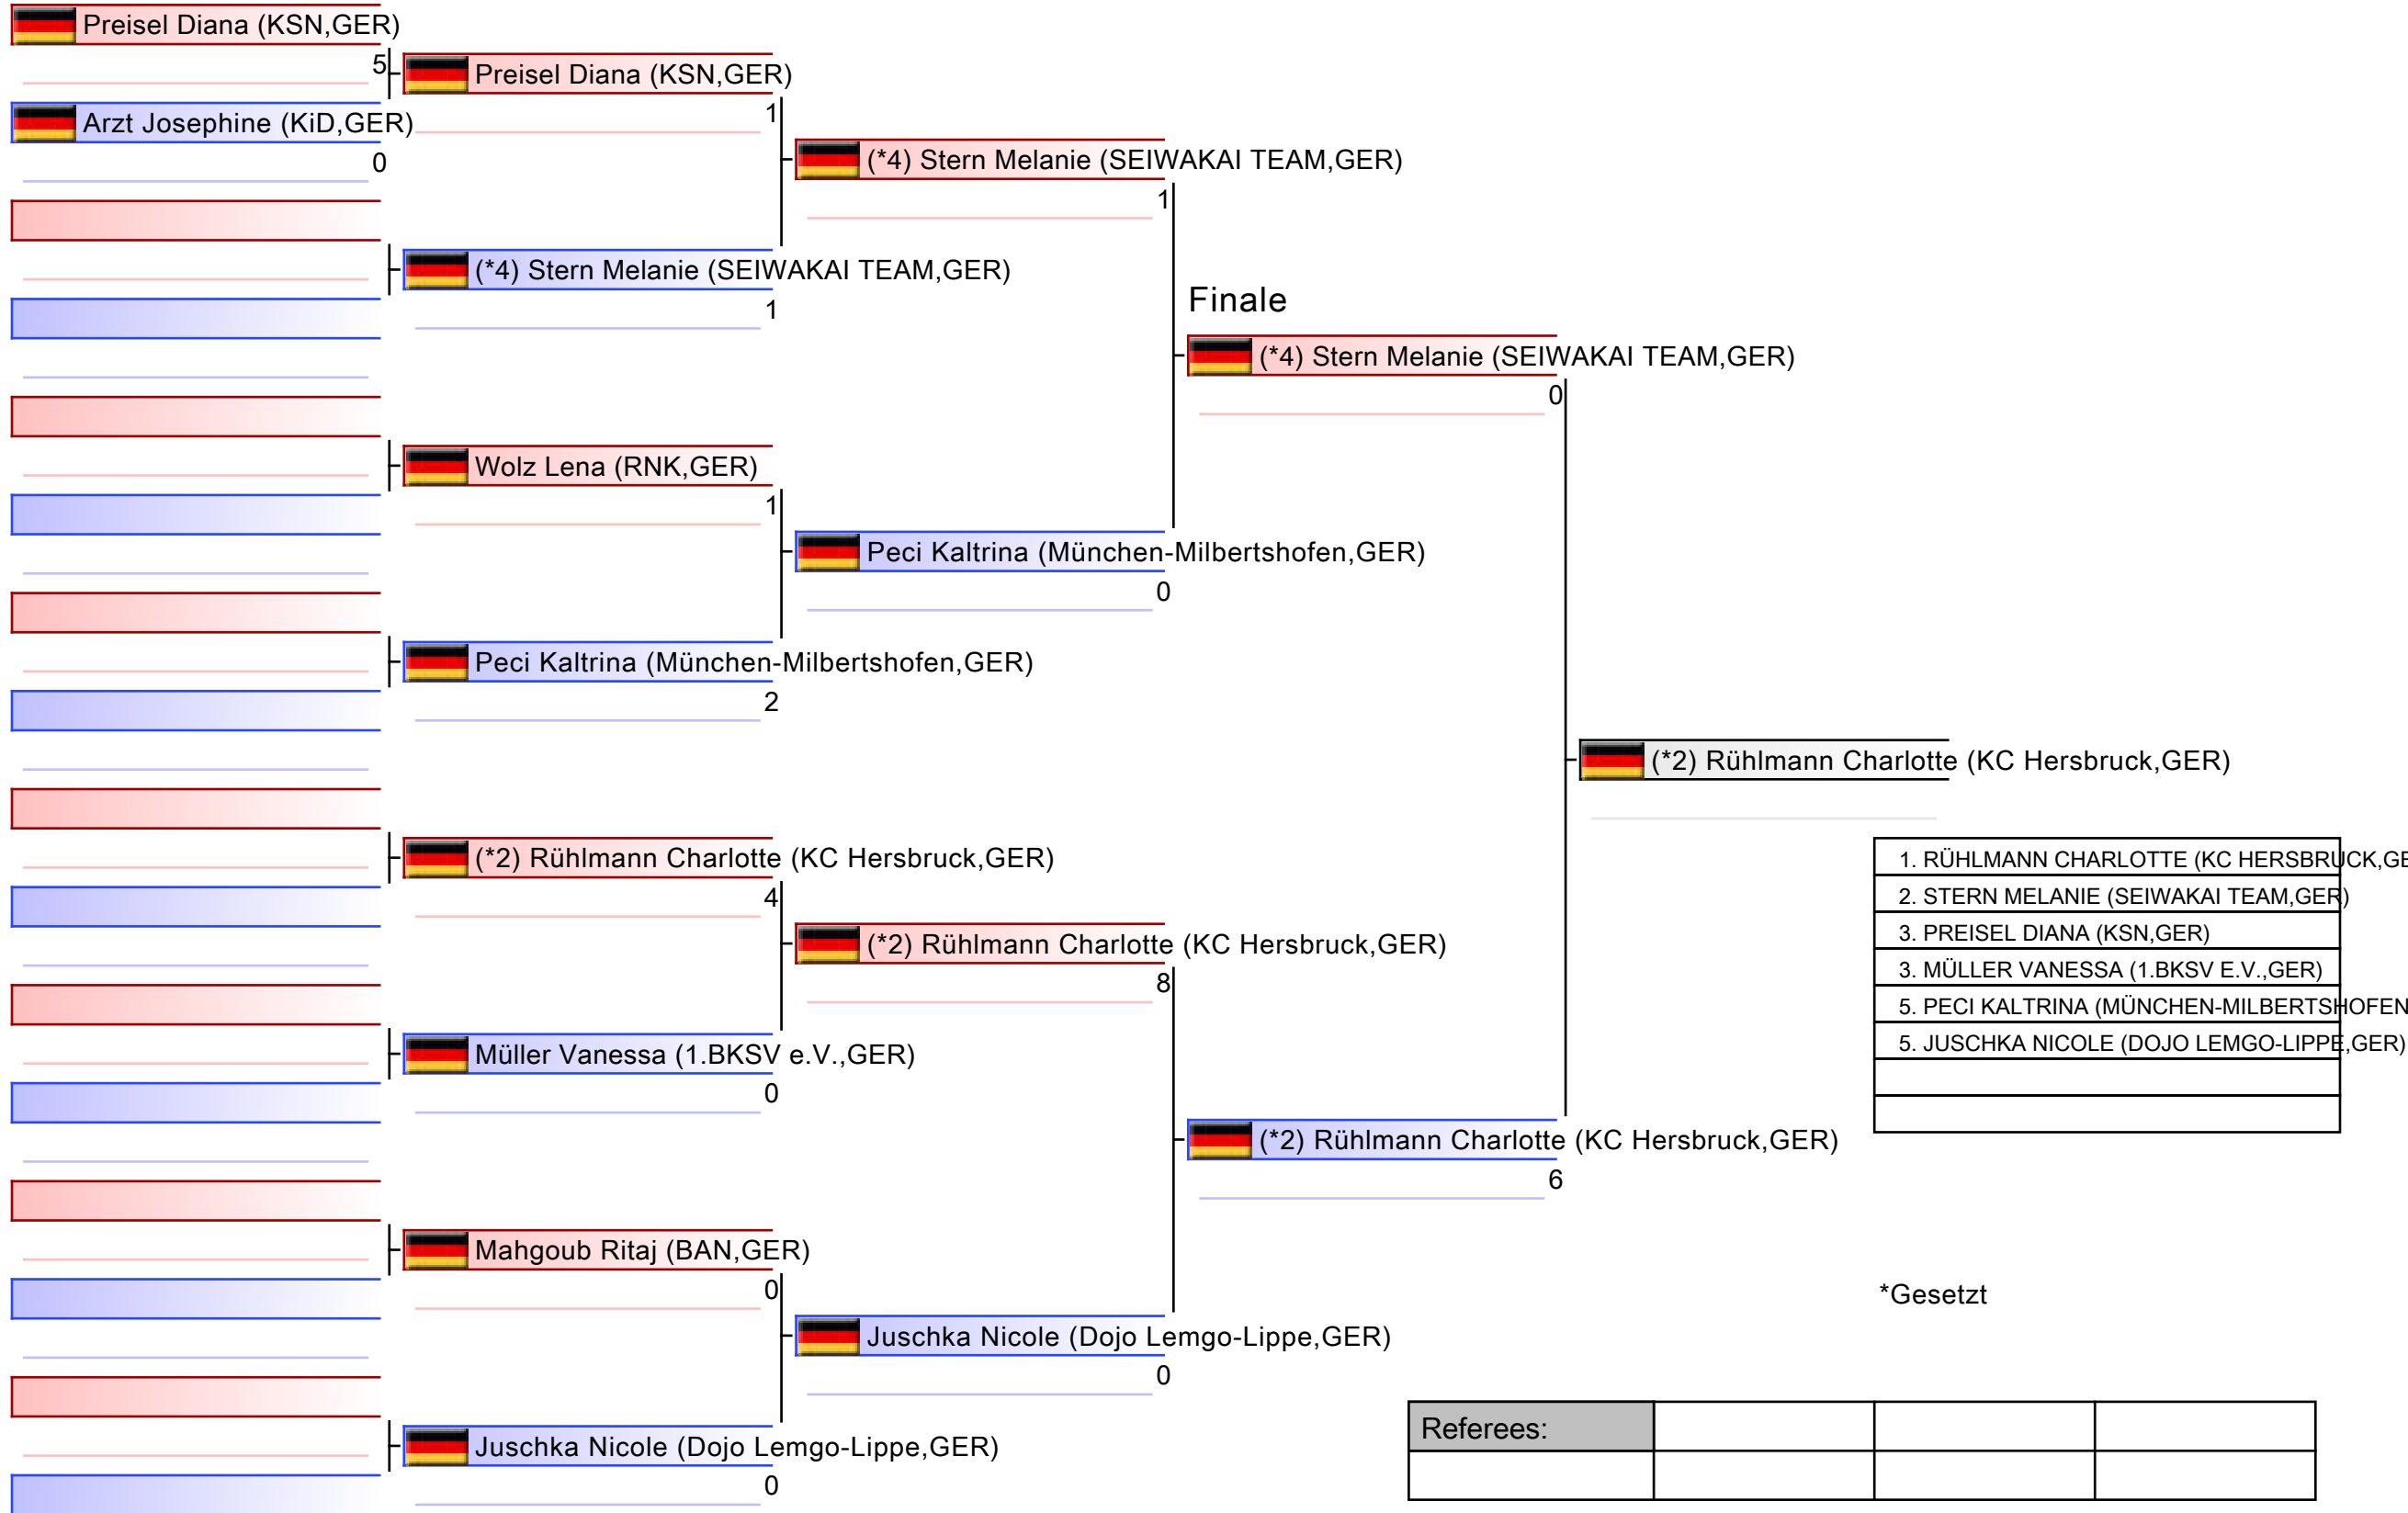 Preisel Diana (KSN,GER)
5
Arzt Josephine (KiD,GER)
0
Preisel Diana (KSN,GER)
1
(*4) Stern Melanie (SEIWAKAI TEAM,GER)
1
Wolz Lena (RNK,GER)
1
Peci Kaltrina (München-Milbertshofen,GER)
2
(*2) Rühlmann Charlotte (KC Hersbruck,GER)
4
Müller Vanessa (1.BKSV e.V.,GER)
0
Mahgoub Ritaj (BAN,GER)
0
Juschka Nicole (Dojo Lemgo-Lippe,GER)
0
(*4) Stern Melanie (SEIWAKAI TEAM,GER)
1
Peci Kaltrina (München-Milbertshofen,GER)
0
(*2) Rühlmann Charlotte (KC Hersbruck,GER)
8
Juschka Nicole (Dojo Lemgo-Lippe,GER)
0
Finale
(*4) Stern Melanie (SEIWAKAI TEAM,GER)
0
(*2) Rühlmann Charlotte (KC Hersbruck,GER)
6
(*2) Rühlmann Charlotte (KC Hersbruck,GER)
1. RÜHLMANN CHARLOTTE (KC HERSBRUCK,GE
2. STERN MELANIE (SEIWAKAI TEAM,GER)
3. PREISEL DIANA (KSN,GER)
3. MÜLLER VANESSA (1.BKSV E.V.,GER)
5. PECI KALTRINA (MÜNCHEN-MILBERTSHOFEN
5. JUSCHKA NICOLE (DOJO LEMGO-LIPPE,GER)
*Gesetzt
Referees: